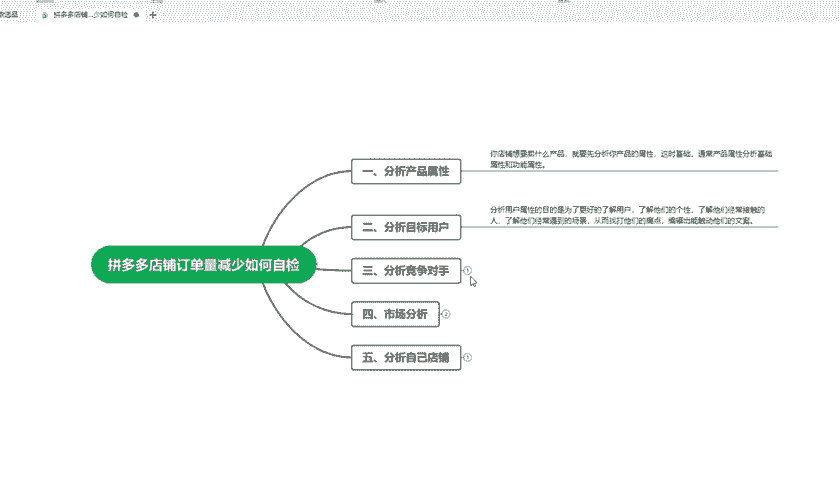 拼多多店铺...少如何自检
你店铺想要卖什么产品，就要先分析你产品的属性，这时基础，通常产品属性分析基础
属性和功能属性。
一、分析产品属性
分析用户属性的目的是为了更好的了解用户，了解他们的个性，了解他们经常接触的
人，了解他们经常遇到的场景，从而找打他们的痛点，编辑出能触动他们的文案。
二、分析目标用户
拼多多店铺订单量减少如何自检
三、分析竞争对手
四、市场分析
五、分析自己店铺